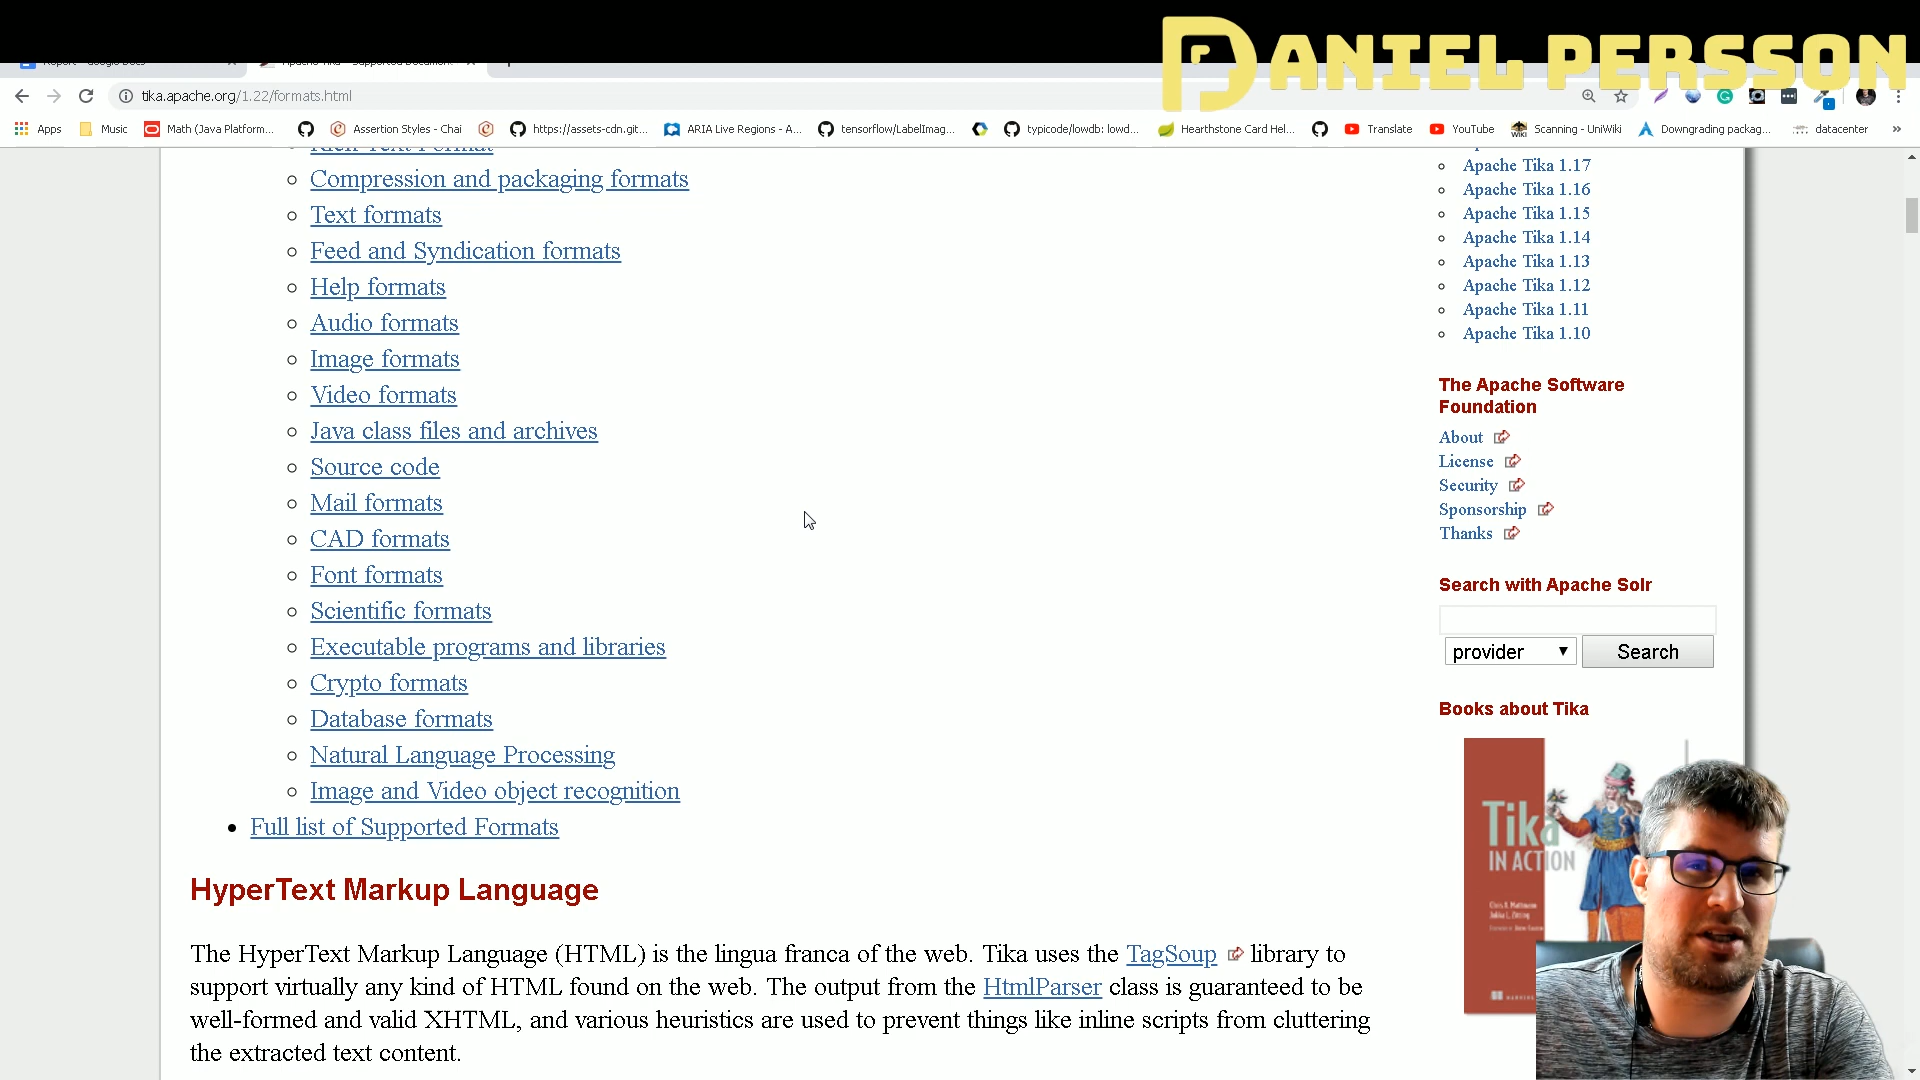 DANIEL PERSSON
tika.apache.org/1.22/formats.html
Apps
Music
Math (Java Platform...
Assertion Styles - Chai
https://assets-cdn.git...
ARIA Live Regions - A...
tensorflow/LabelImag...
typicode/lowdb: lowd...
Hearthstone Card Hel...
Translate
YouTube
Scanning - UniWiki
Downgrading packag...
datacenter
»
Rich Text Format
Compression and packaging formats
Text formats
Feed and Syndication formats
Help formats
Audio formats
Image formats
Video formats
Java class files and archives
Source code
Mail formats
CAD formats
Font formats
Scientific formats
Executable programs and libraries
Crypto formats
Database formats
Natural Language Processing
Image and Video object recognition
Full list of Supported Formats
HyperText Markup Language
The HyperText Markup Language (HTML) is the lingua franca of the web. Tika uses the TagSoup library to
support virtually any kind of HTML found on the web. The output from the HtmlParser class is guaranteed to be
well-formed and valid XHTML, and various heuristics are used to prevent things like inline scripts from cluttering
the extracted text content.
Apache Tika 1.17
Apache Tika 1.16
Apache Tika 1.15
Apache Tika 1.14
Apache Tika 1.13
Apache Tika 1.12
Apache Tika 1.11
Apache Tika 1.10
The Apache Software
Foundation
About
License
Security
Sponsorship
Thanks
Search with Apache Solr
provider
Search
Books about Tika
Tika
IN ACTION